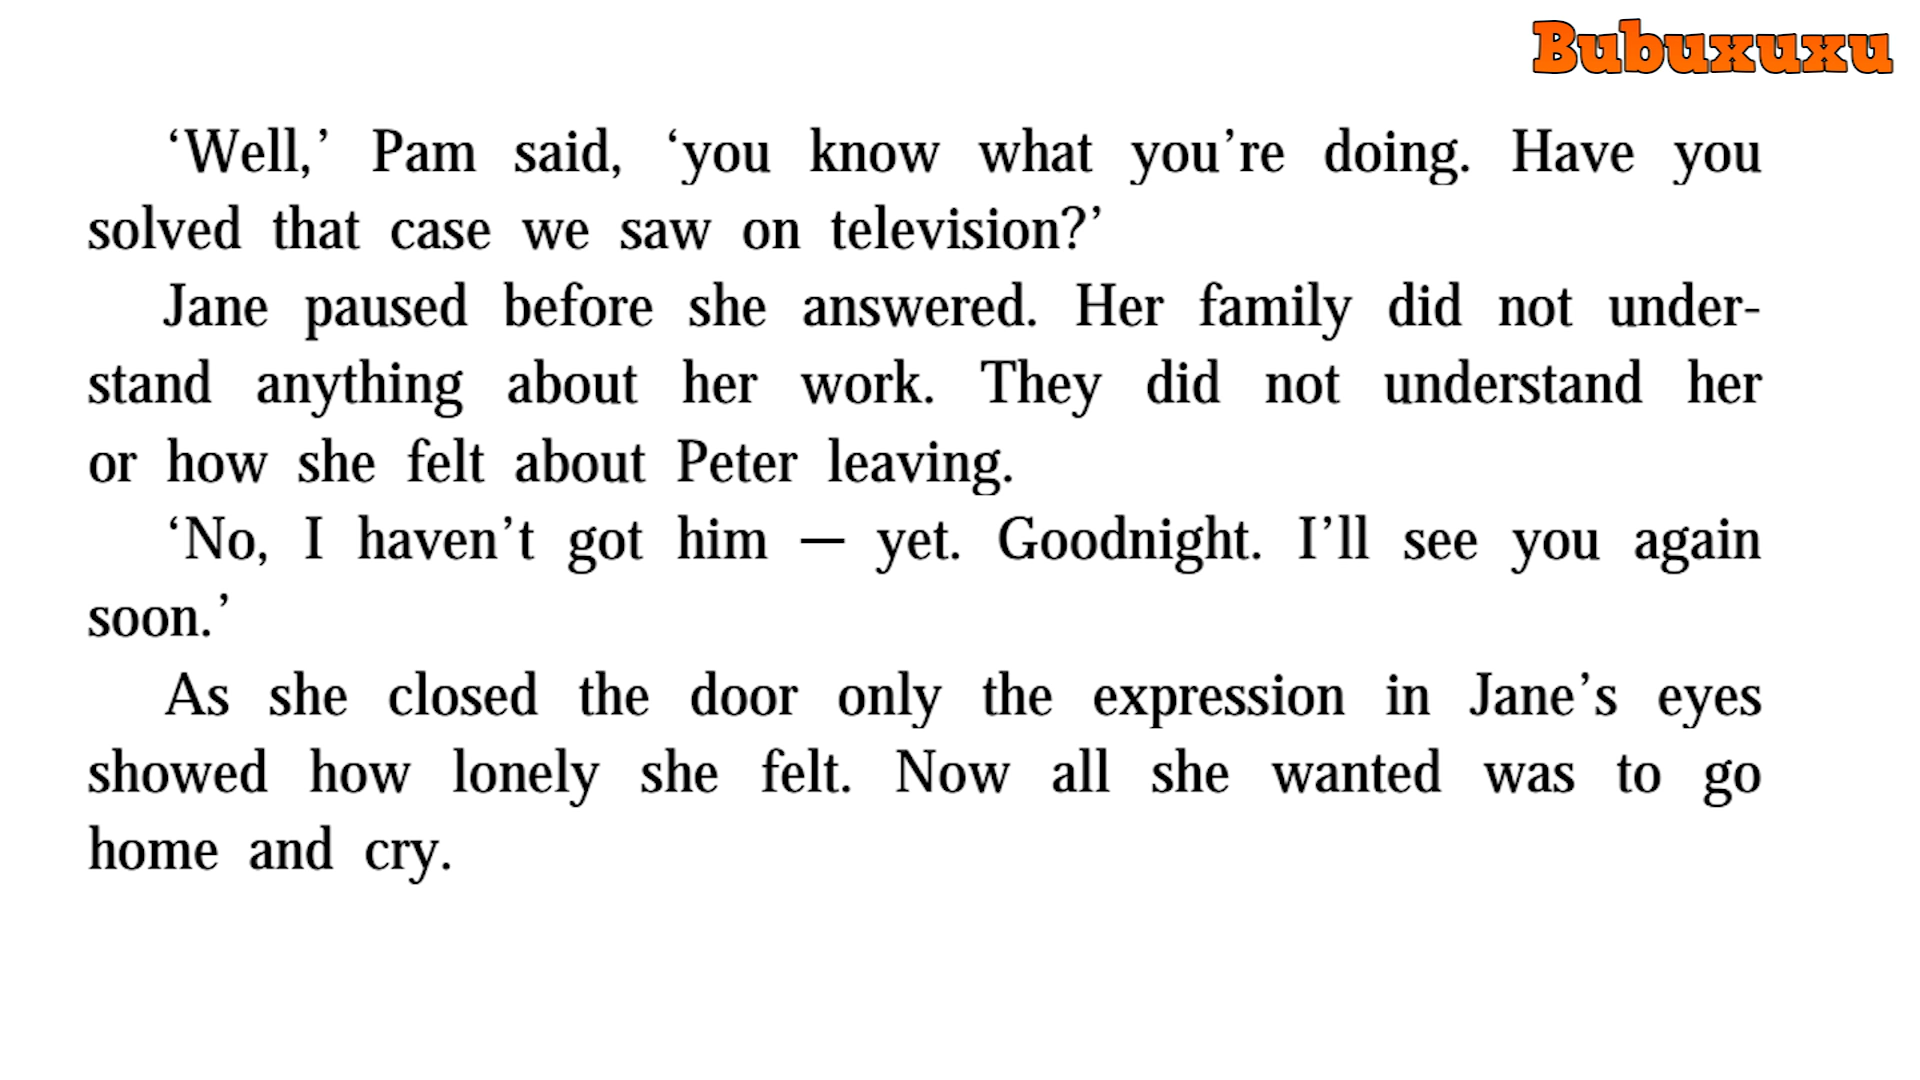 Bubuxuxu
‘Well,’ Pam said, ‘you know what you’re doing. Have you
solved that case we saw on television?’
Jane paused before she answered. Her family did not under-
stand anything about her work. They did not understand her
or how she felt about Peter leaving.
‘No, I haven’t got him — yet. Goodnight. I’ll see you again
soon.’
As she closed the door only the expression in Jane’s eyes
showed how lonely she felt. Now all she wanted was to go
home and cry.